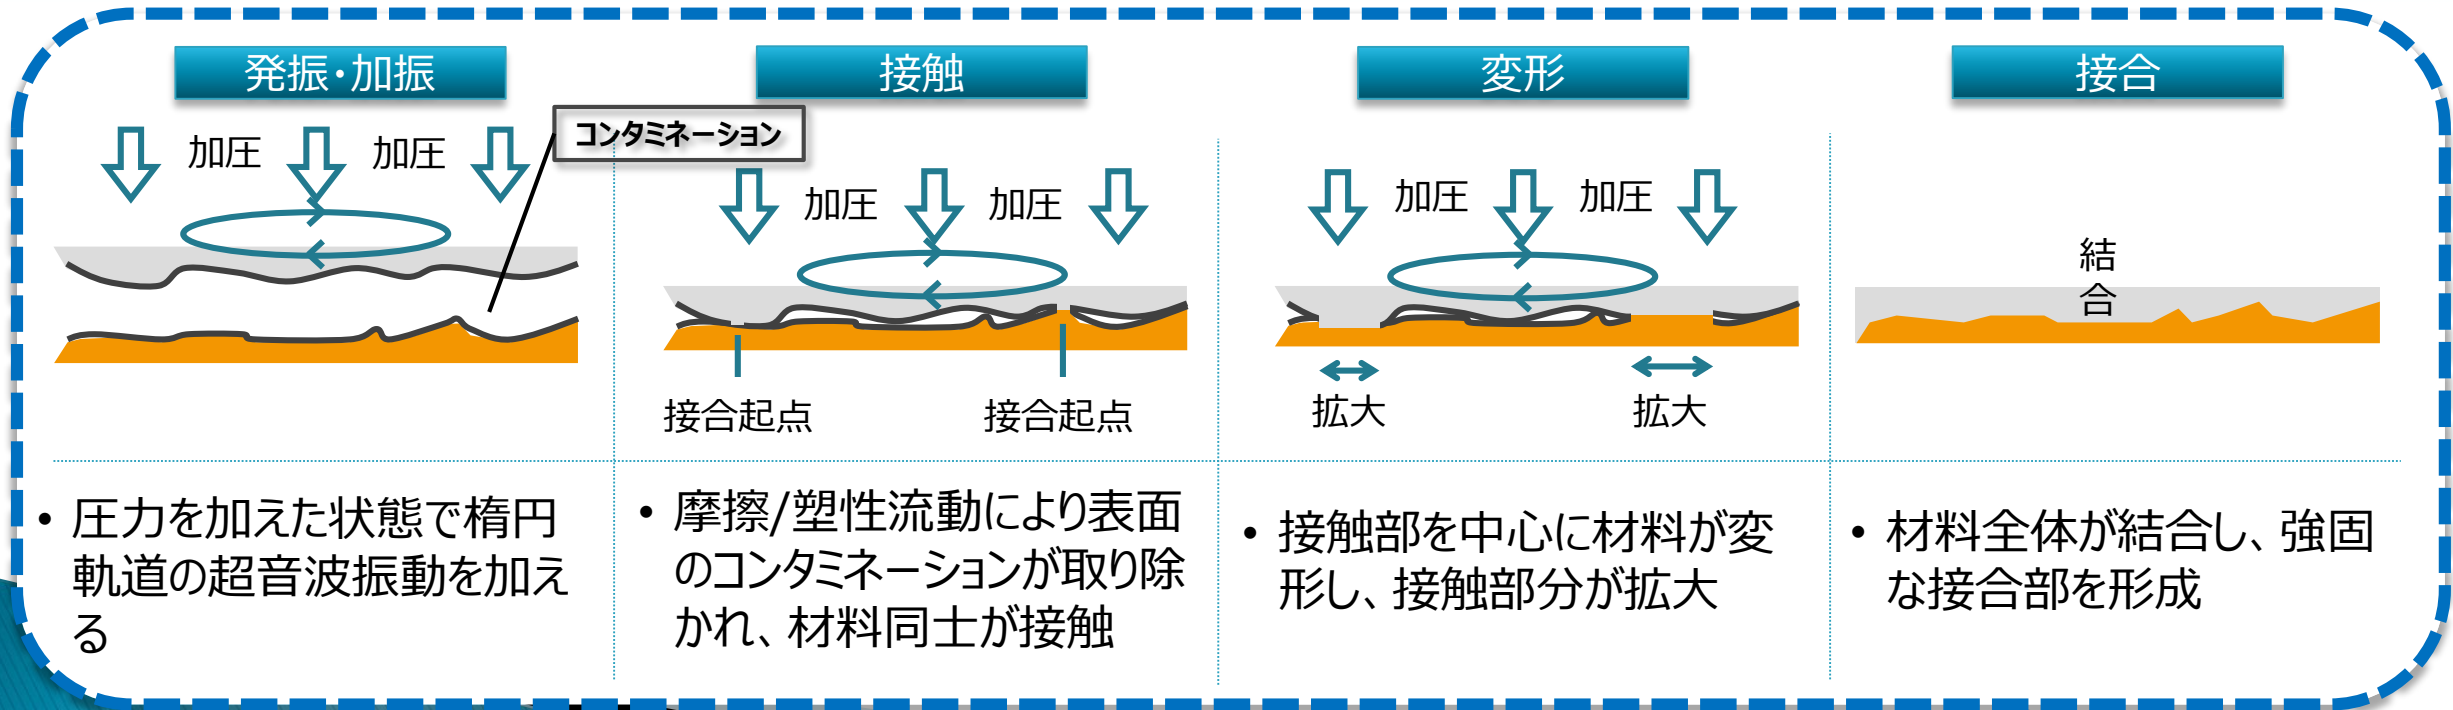 発振・加振
接触
変形
接合
コンタミネーション
加圧
加圧
加圧
加圧
加圧
加圧
結
合
接合起点
接合起点
拡大
拡大
• 圧力を加えた状態で楕円
軌道の超音波振動を加え
る
• 摩擦/塑性流動により表面
のコンタミネーションが取り除
かれ、材料同士が接触
• 接触部を中心に材料が変
形し、接触部分が拡大
• 材料全体が結合し、強固
な接合部を形成